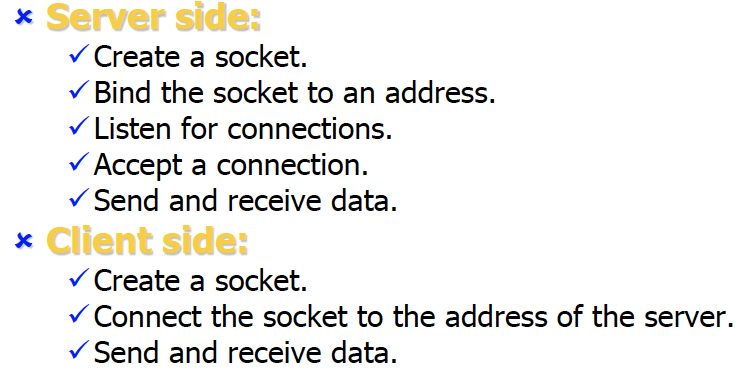 Server side:
Create a socket.
Bind the socket to an address.
Listen for connections.
Accept a connection.
Send and receive data.
Client side:
Create a socket.
Connect the socket to the address of the server.
Send and receive data.